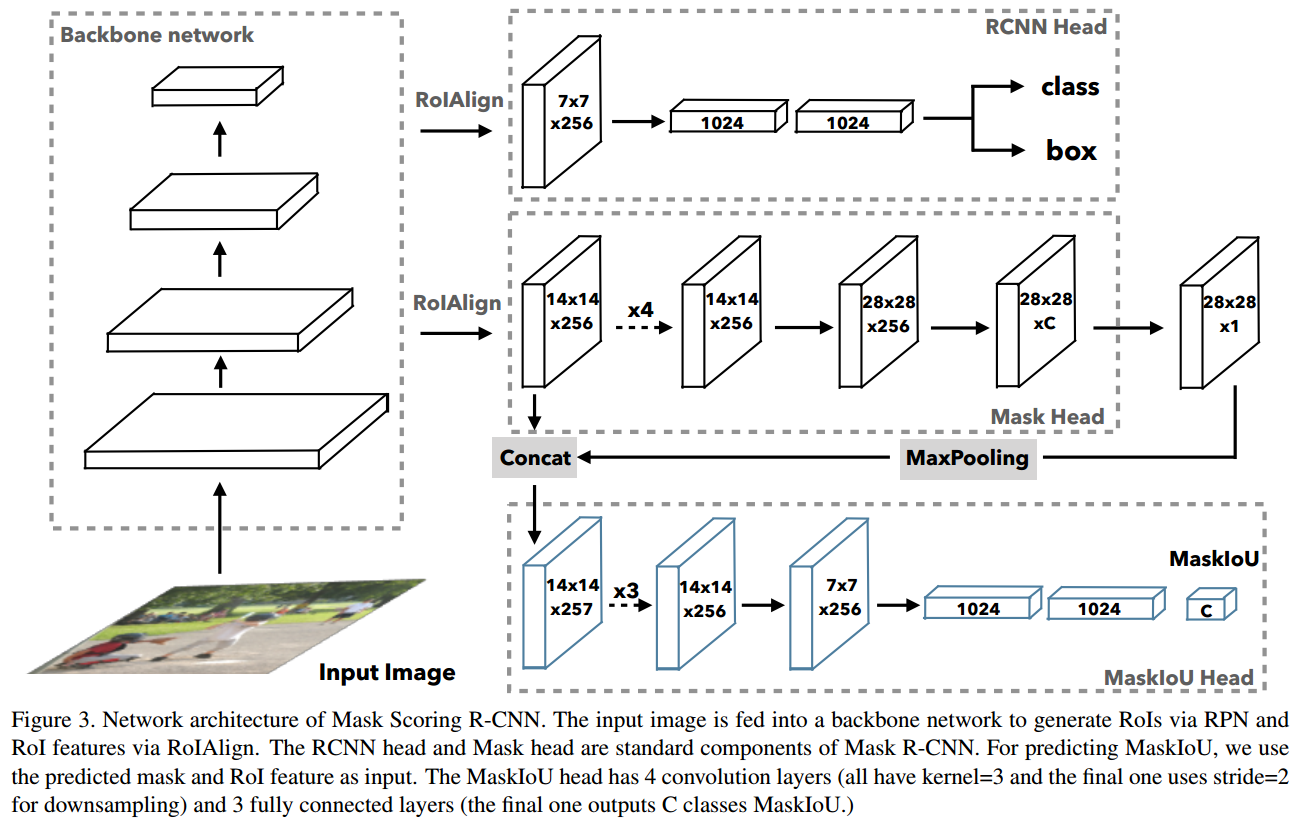 Backbone network
RoIAlign
RCNN Head
7x7
x256
1024
1024
class
box
RoIAlign
14x14
x256
x4
14x14
x256
28x28
x256
28x28
xC
Mask Head
28x28
x1
Concat
MaxPooling
14x14
x257
x3
14x14
x256
7x7
x256
1024
1024
MaskIoU
C
MaskIoU Head
Input Image
Figure 3. Network architecture of Mask Scoring R-CNN. The input image is fed into a backbone network to generate RoIs via RPN and
RoI features via RoIAlign. The RCNN head and Mask head are standard components of Mask R-CNN. For predicting MaskIoU, we use
the predicted mask and RoI feature as input. The MaskIoU head has 4 convolution layers (all have kernel=3 and the final one uses stride=2
for downsampling) and 3 fully connected layers (the final one outputs C classes MaskIoU.)